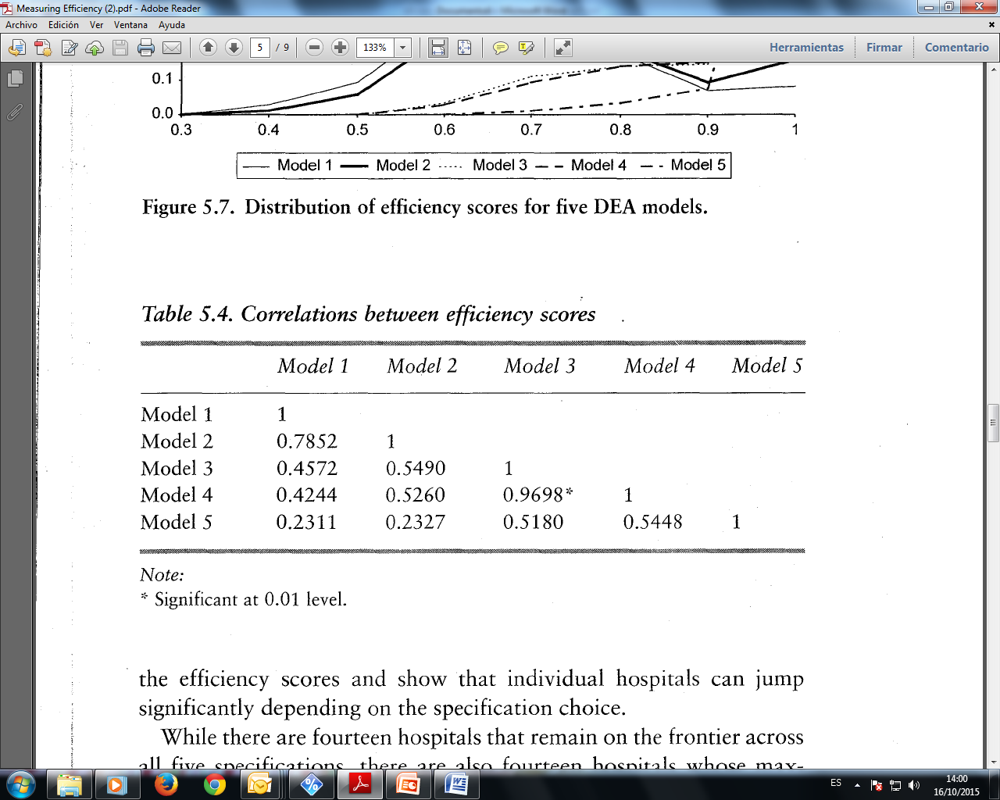 Measuring Efficiency (2).pdf - Adobe Reader
Archivo Edición Ver Ventana Ayuda
5 / 9 133% Herramientas Firmar Comentario
0.1
0.0
0.3 0.4 0.5 0.6 0.7 0.8 0.9 1
Model 1 Model 2 Model 3 Model 4 Model 5
Figure 5.7. Distribution of efficiency scores for five DEA models.
Table 5.4. Correlations between efficiency scores
Model 1 Model 2 Model 3 Model 4 Model 5
Model 1 1
Model 2 0.7852 1
Model 3 0.4572 0.5490 1
Model 4 0.4244 0.5260 0.9698* 1
Model 5 0.2311 0.2327 0.5180 0.5448 1
Note:
* Significant at 0.01 level.
the efficiency scores and show that individual hospitals can jump
significantly depending on the specification choice.
While there are fourteen hospitals that remain on the frontier across
all five specifications, there are also fourteen hospitals whose max-
ES 14:00
16/10/2015